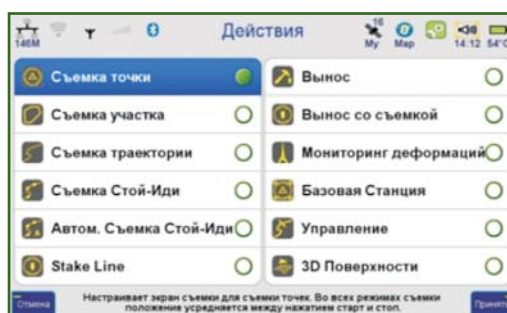 Действия
146M
16
My
Map
14:12
54°C
Съемка точки
Вынос
Съемка участка
Вынос со съемкой
Съемка траектории
Мониторинг деформаций
Съемка Стой-Иди
Базовая Станция
Автом. Съемка Стой-Иди
Управление
Stake Line
3D Поверхности
Отмена
Настраивает экран съемки для съемки точек. Во всех режимах съемки
положение усредняется между нажатием старт и стоп.